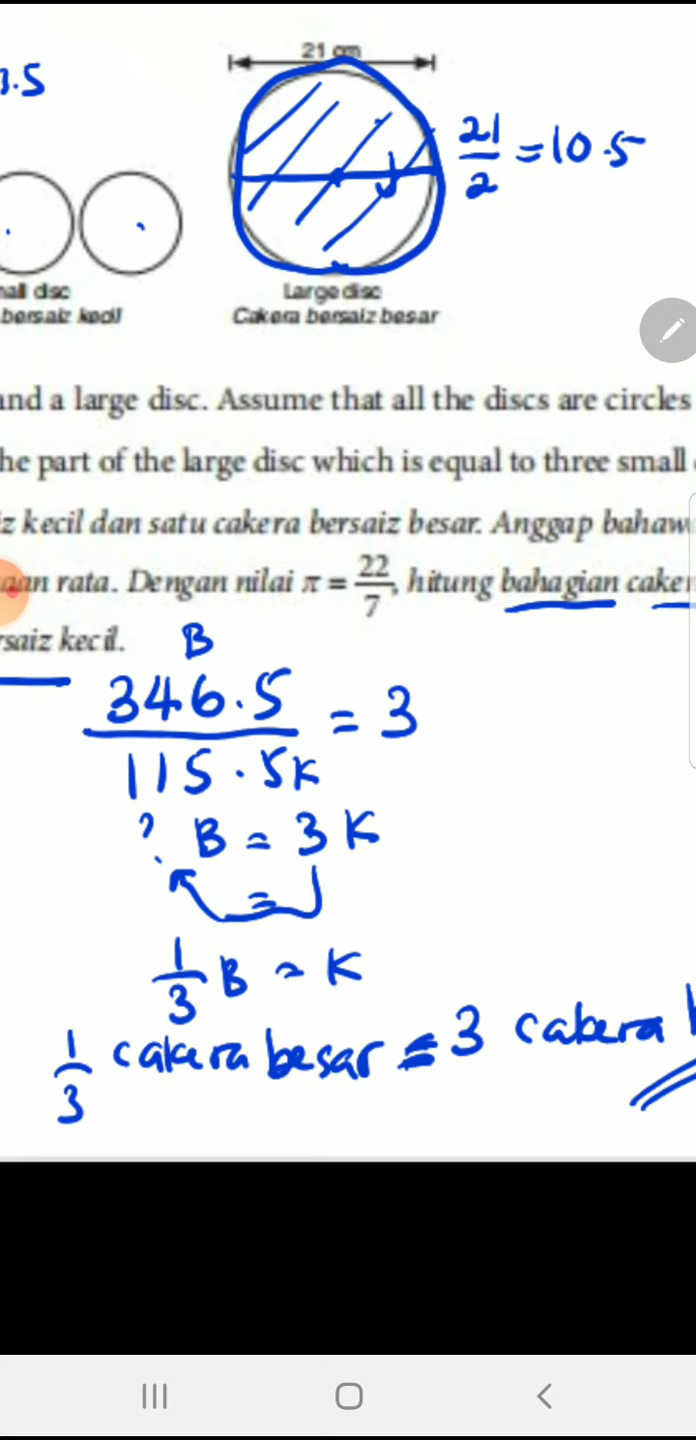 21 cm
.5
21/2 = 10.5
all disc
bersaiz kecil
Large disc
Cakera bersaiz besar
and a large disc. Assume that all the discs are circles
he part of the large disc which is equal to three small
z kecil dan satu cakera bersaiz besar. Anggap bahaw
aan rata. Dengan nilai π = 22/7, hitung bahagian caker
rsaiz kecil.
B
346.5/115.5K = 3
? B = 3K
=
1/3 B = K
1/3 cakera besar = 3 cakera